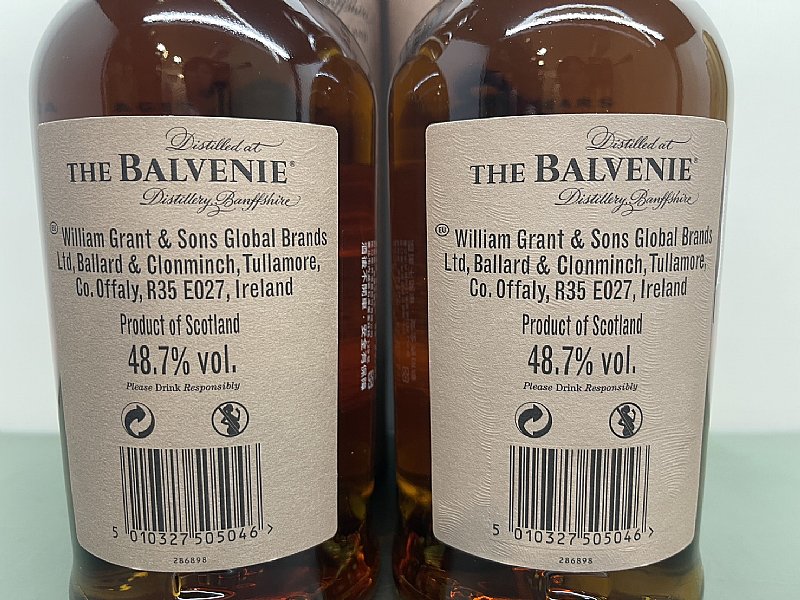 Distilled at
THE BALVENIE®
Distillery, Banffshire
William Grant & Sons Global Brands
Ltd, Ballard & Clonminch, Tullamore,
Co. Offaly, R35 E027, Ireland
Product of Scotland
48.7% vol.
Please Drink Responsibly
5 010327 505046 >
286898
Distilled at
THE BALVENIE®
Distillery, Banffshire
EU William Grant & Sons Global Brands
Ltd, Ballard & Clonminch, Tullamore,
Co. Offaly, R35 E027, Ireland
Product of Scotland
48.7% vol.
Please Drink Responsibly
5 010327 505046 >
286898